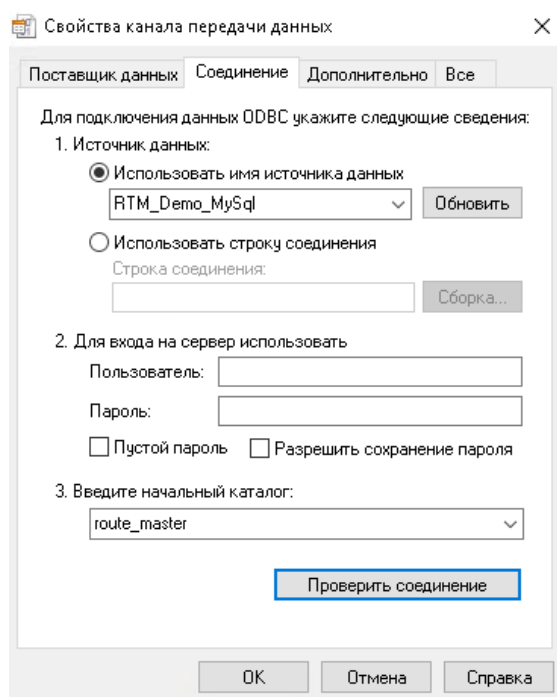 Свойства канала передачи данных
Поставщик данных Соединение Дополнительно Все
Для подключения данных ODBC укажите следующие сведения:
1. Источник данных:
Использовать имя источника данных
RTM_Demo_MySql Обновить
Использовать строку соединения
Строка соединения:
Сборка...
2. Для входа на сервер использовать
Пользователь:
Пароль:
Пустой пароль Разрешить сохранение пароля
3. Введите начальный каталог:
route_master
Проверить соединение
OK Отмена Справка